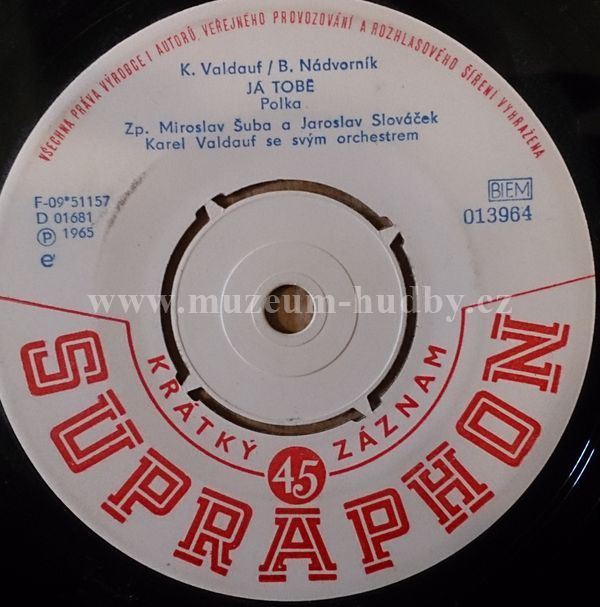 VŠECHNA PRÁVA VÝROBCE I AUTORŮ, VEŘEJNÉHO PROVOZOVÁNÍ A ROZHLASOVÉHO ŠÍŘENÍ VYHRAŽENA
K. Valdauf / B. Nádvorník
JÁ TOBĚ
Polka
Zp. Miroslav Šuba a Jaroslav Slováček
Karel Valdauf se svým orchestrem
F-09*51157
D 01681
Ⓟ 1965
e
BIEM
013964
www.muzeum-hudby.cz
KRÁTKÝ ZÁZNAM
45
SUPRAPHON